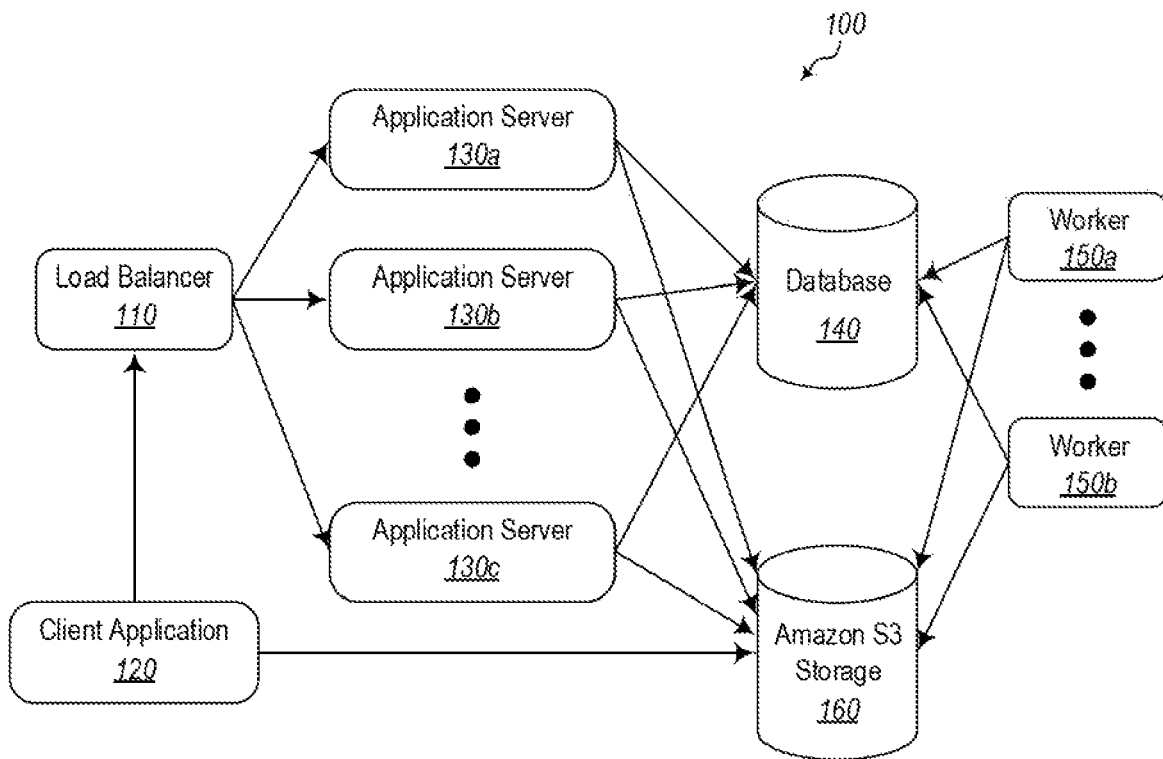 100
Application Server
130a
Load Balancer
110
Application Server
130b
Application Server
130c
Client Application
120
Database
140
Amazon S3
Storage
160
Worker
150a
Worker
150b